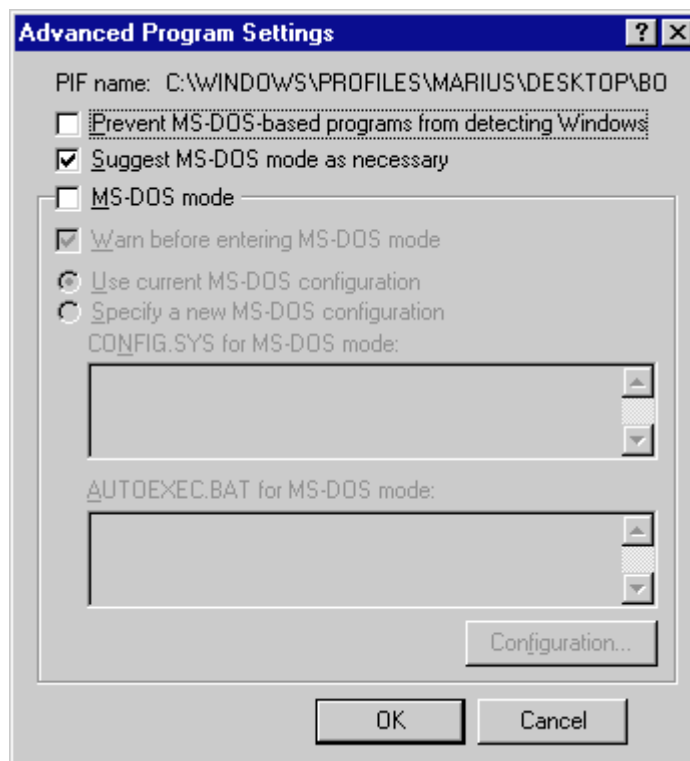 Advanced Program Settings
PIF name: C:\WINDOWS\PROFILES\MARIUS\DESKTOP\BO
Prevent MS-DOS-based programs from detecting Windows
Suggest MS-DOS mode as necessary
MS-DOS mode
Warn before entering MS-DOS mode
Use current MS-DOS configuration
Specify a new MS-DOS configuration
CONFIG.SYS for MS-DOS mode:
AUTOEXEC.BAT for MS-DOS mode:
Configuration...
OK Cancel